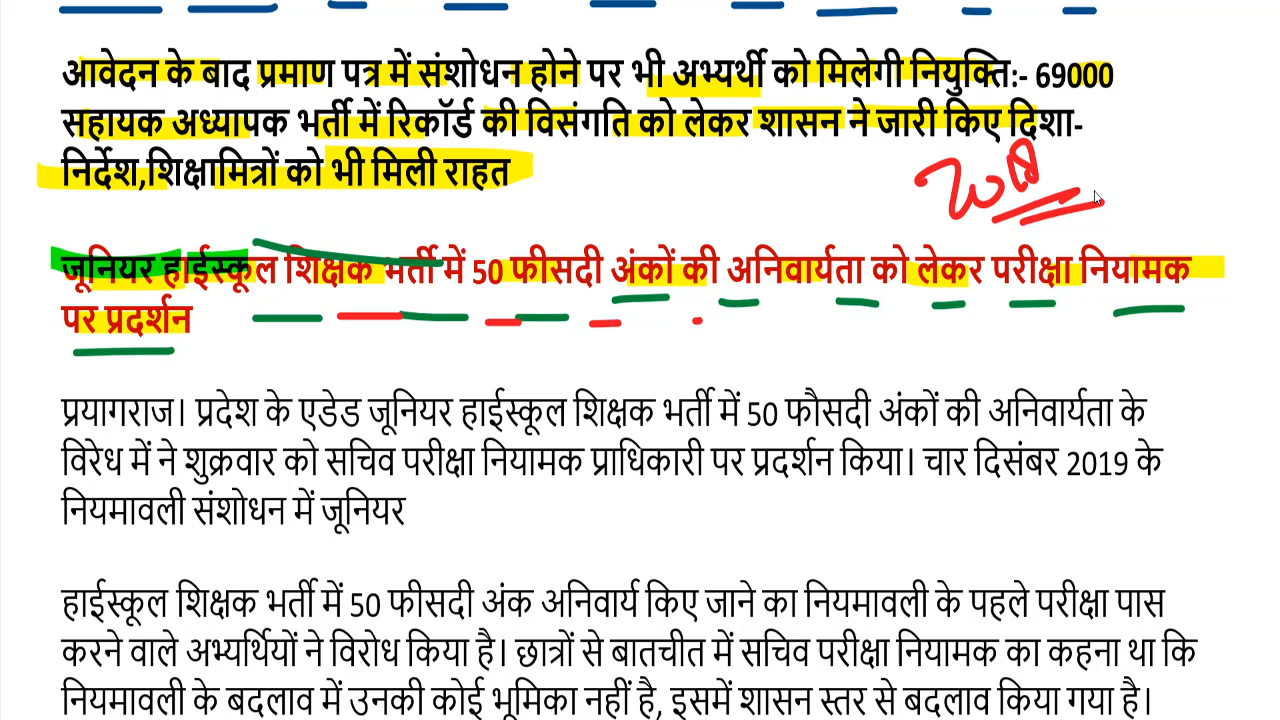 आवेदन के बाद प्रमाण पत्र में संशोधन होने पर भी अभ्यर्थी को मिलेगी नियुक्ति:- 69000
सहायक अध्यापक भर्ती में रिकॉर्ड की विसंगति को लेकर शासन ने जारी किए दिशा-
निर्देश,शिक्षामित्रों को भी मिली राहत
2018
जूनियर हाईस्कूल शिक्षक भर्ती में 50 फीसदी अंकों की अनिवार्यता को लेकर परीक्षा नियामक
पर प्रदर्शन
प्रयागराज। प्रदेश के एडेड जूनियर हाईस्कूल शिक्षक भर्ती में 50 फौसदी अंकों की अनिवार्यता के
विरेध में ने शुक्रवार को सचिव परीक्षा नियामक प्राधिकारी पर प्रदर्शन किया। चार दिसंबर 2019 के
नियमावली संशोधन में जूनियर
हाईस्कूल शिक्षक भर्ती में 50 फीसदी अंक अनिवार्य किए जाने का नियमावली के पहले परीक्षा पास
करने वाले अभ्यर्थियों ने विरोध किया है। छात्रों से बातचीत में सचिव परीक्षा नियामक का कहना था कि
नियमावली के बदलाव में उनकी कोई भूमिका नहीं है, इसमें शासन स्तर से बदलाव किया गया है।